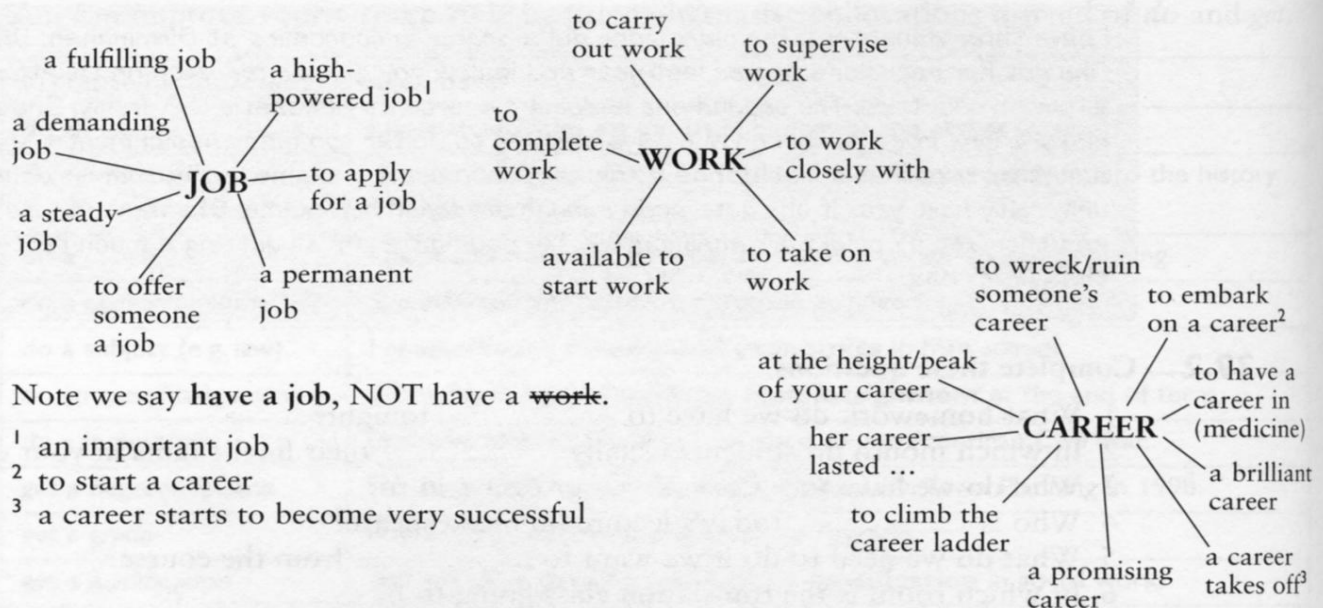 a fulfilling job
a high-
powered job¹
a demanding
job
JOB
to apply
for a job
a steady
job
to offer
someone
a job
a permanent
job
to carry
out work
to supervise
work
to
complete
work
WORK
to work
closely with
available to
start work
to take on
work
Note we say have a job, NOT have a work.
¹ an important job
² to start a career
³ a career starts to become very successful
to wreck/ruin
someone's
career
to embark
on a career²
at the height/peak
of your career
to have a
career in
(medicine)
CAREER
her career
lasted ....
a brilliant
career
to climb the
career ladder
a promising
career
a career
takes off³